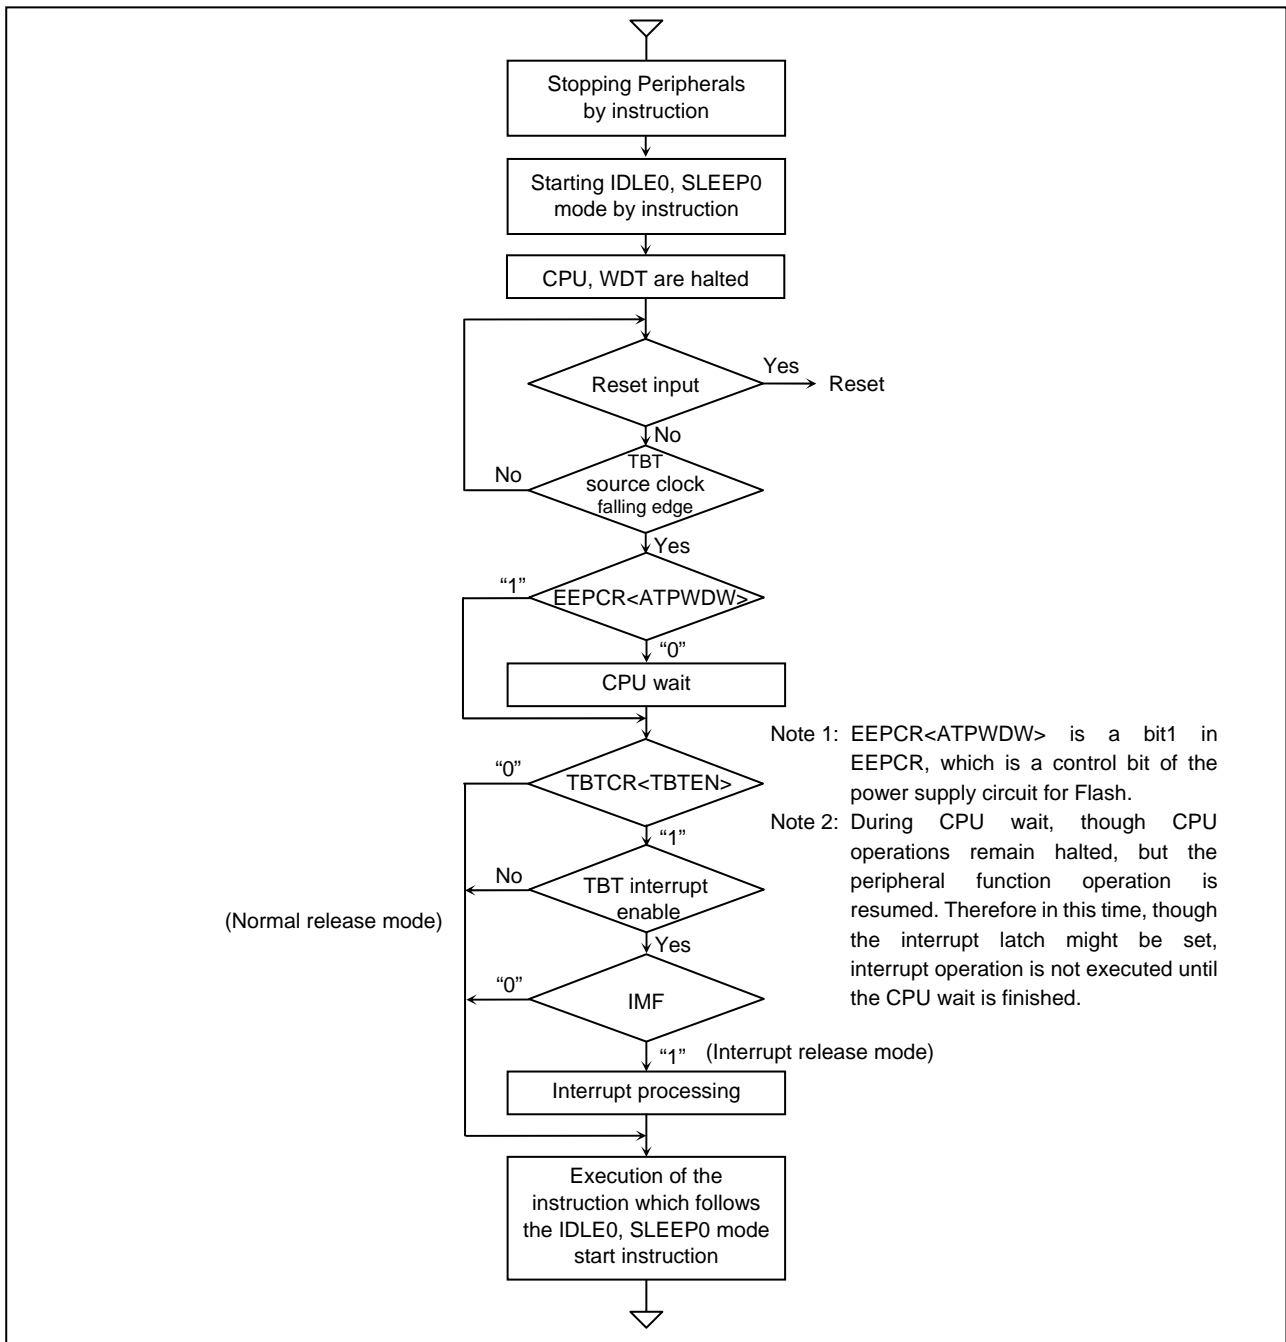 Stopping Peripherals
by instruction
Starting IDLE0, SLEEP0
mode by instruction
CPU, WDT are halted
Yes
Reset input
Reset
No
No
TBT
source clock
falling edge
Yes
“1”
EEPCR<ATPWDW>
“0”
CPU wait
“0”
TBTCR<TBTEN>
“1”
No
TBT interrupt
enable
(Normal release mode)
Yes
“0”
IMF
“1”
(Interrupt release mode)
Interrupt processing
Execution of the
instruction which follows
the IDLE0, SLEEP0 mode
start instruction
Note 1: EEPCR<ATPWDW> is a bit1 in
EEPCR, which is a control bit of the
power supply circuit for Flash.
Note 2: During CPU wait, though CPU
operations remain halted, but the
peripheral function operation is
resumed. Therefore in this time, though
the interrupt latch might be set,
interrupt operation is not executed until
the CPU wait is finished.